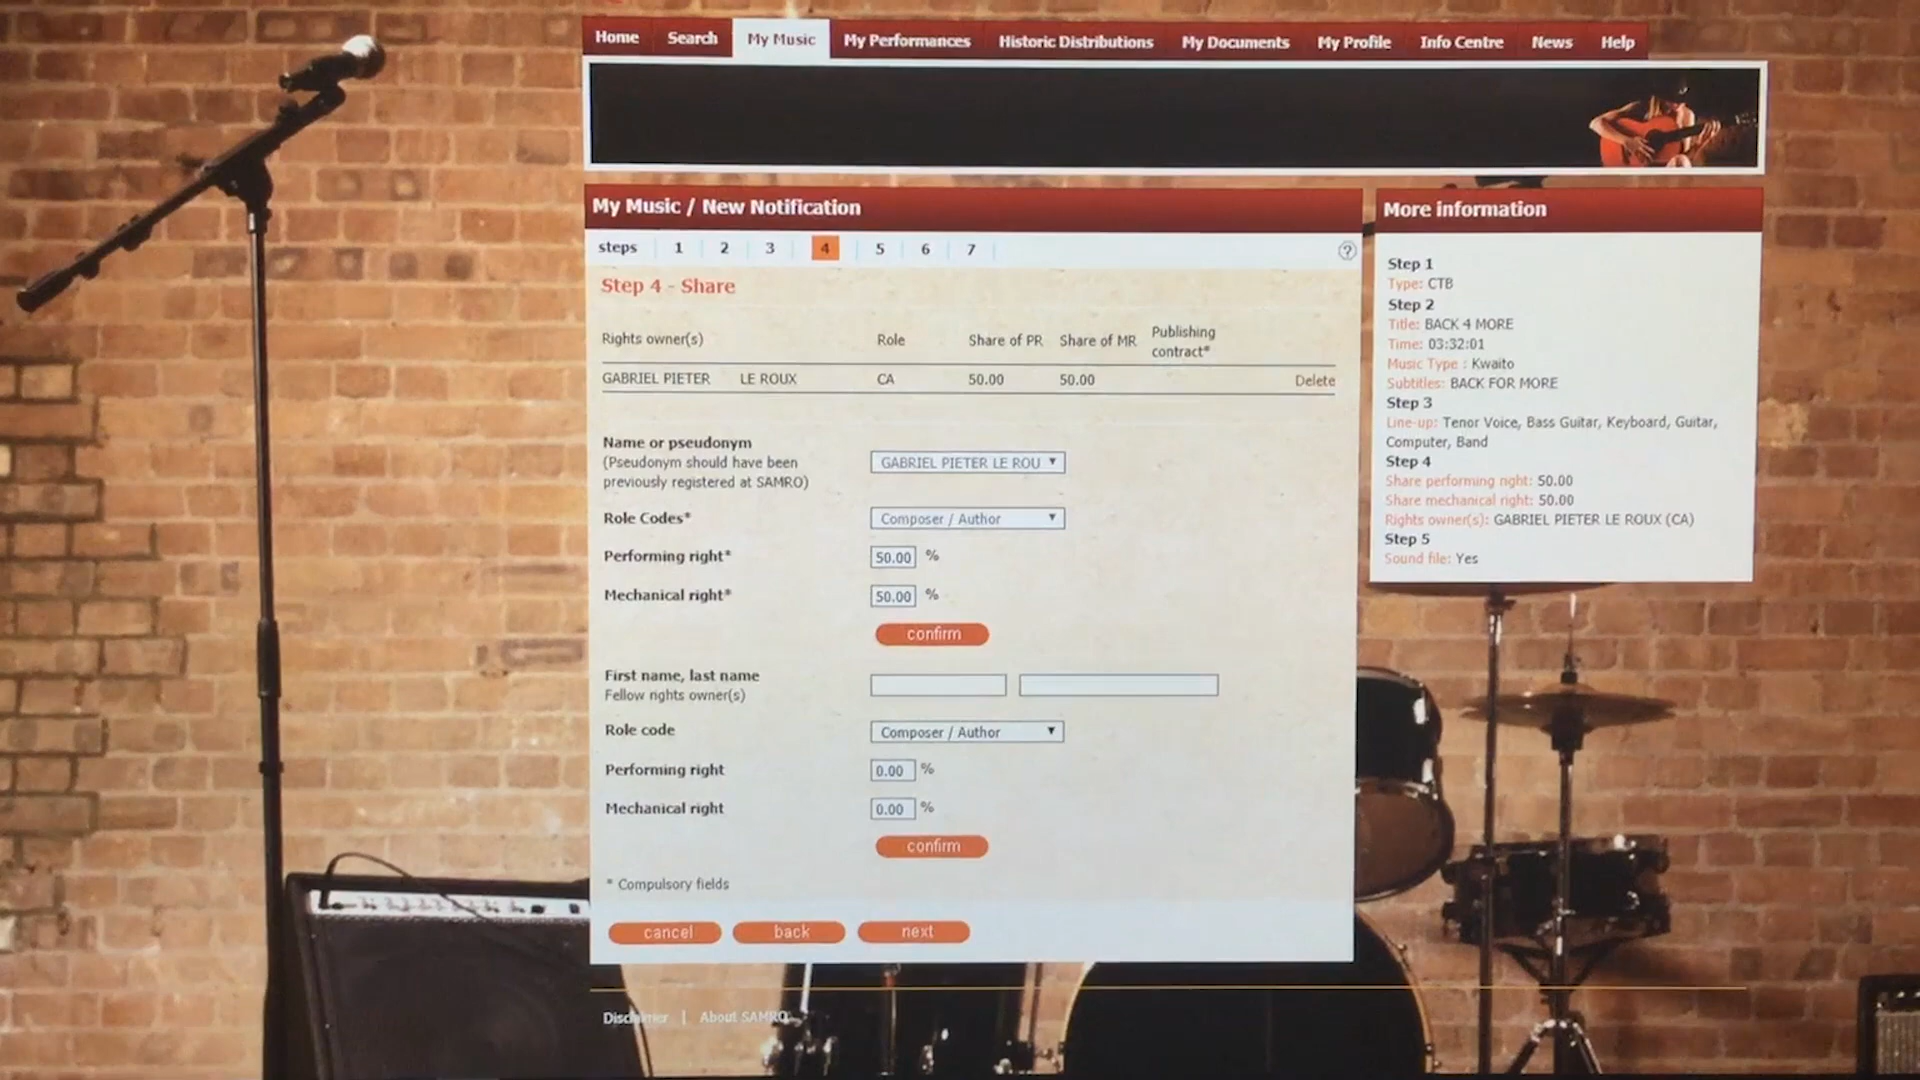 Home Search My Music My Performances Historic Distributions My Documents My Profile Info Centre News Help
My Music / New Notification
steps 1 2 3 4 5 6 7 ?
Step 4 - Share
Rights owner(s) Role Share of PR Share of MR Publishing contract*
GABRIEL PIETER LE ROUX CA 50.00 50.00 Delete
Name or pseudonym
(Pseudonym should have been
previously registered at SAMRO)
GABRIEL PIETER LE ROU
Role Codes* Composer / Author
Performing right* 50.00 %
Mechanical right* 50.00 %
confirm
First name, last name
Fellow rights owner(s)
Role code Composer / Author
Performing right 0.00 %
Mechanical right 0.00 %
confirm
* Compulsory fields
cancel back next
Disclaimer | About SAMRO
More information
Step 1
Type: CTB
Step 2
Title: BACK 4 MORE
Time: 03:32:01
Music Type : Kwaito
Subtitles: BACK FOR MORE
Step 3
Line-up: Tenor Voice, Bass Guitar, Keyboard, Guitar,
Computer, Band
Step 4
Share performing right: 50.00
Share mechanical right: 50.00
Rights owner(s): GABRIEL PIETER LE ROUX (CA)
Step 5
Sound file: Yes